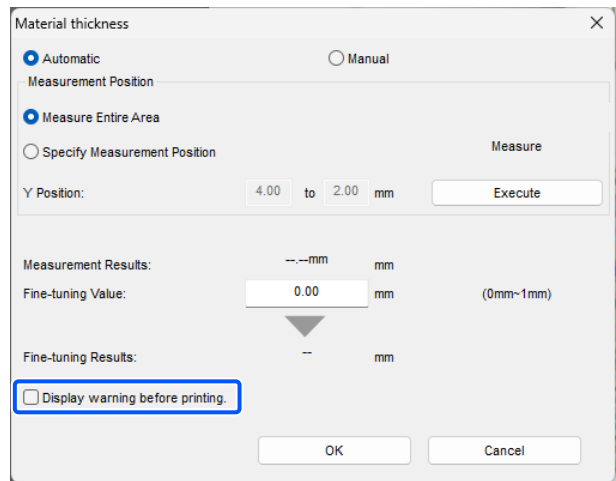 Material thickness
Automatic
Manual
Measurement Position
Measure Entire Area
Specify Measurement Position
Measure
Y Position:
4.00 to 2.00 mm
Execute
Measurement Results:
--.--mm mm
Fine-tuning Value:
0.00 mm (0mm~1mm)
Fine-tuning Results:
-- mm
Display warning before printing.
OK
Cancel